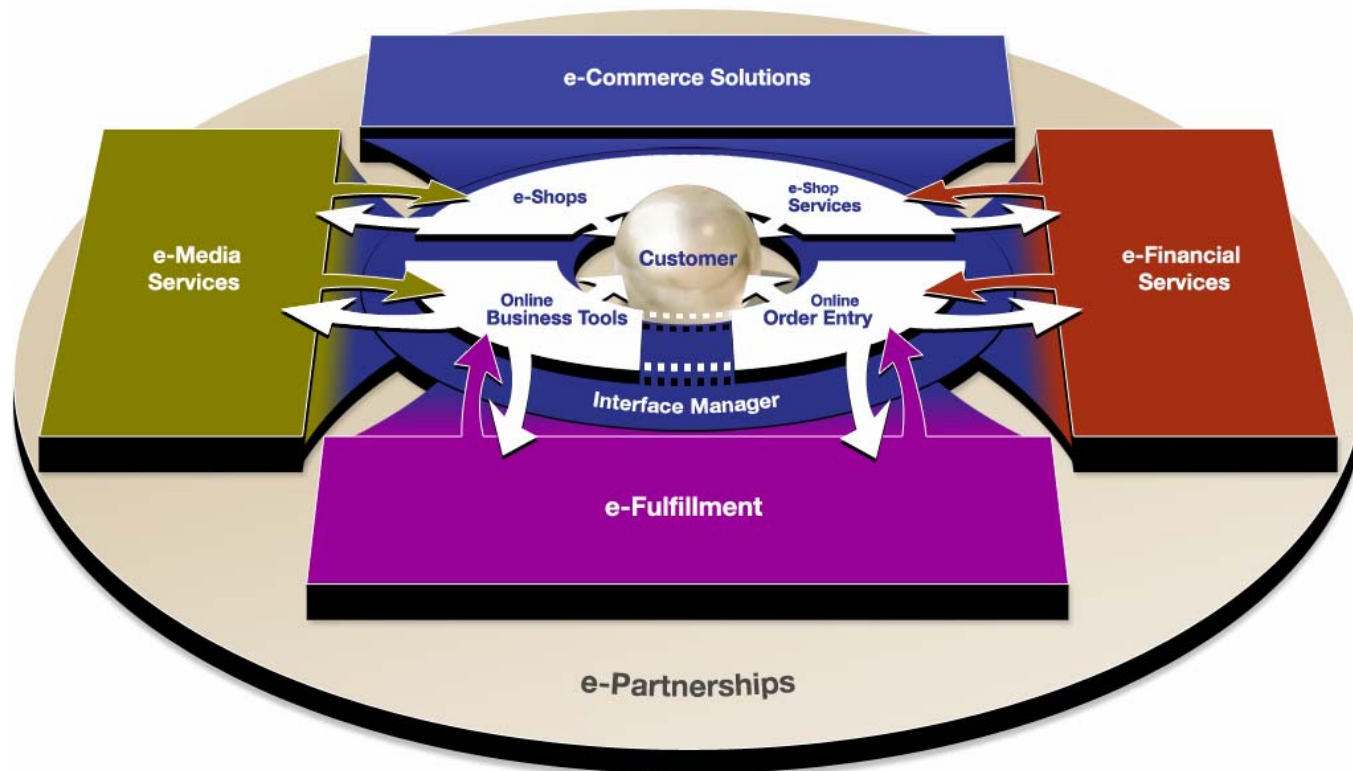 e-Commerce Solutions
e-Shops
e-Shop
Services
e-Media
Services
Customer
e-Financial
Services
Online
Business Tools
Online
Order Entry
Interface Manager
e-Fulfillment
e-Partnerships